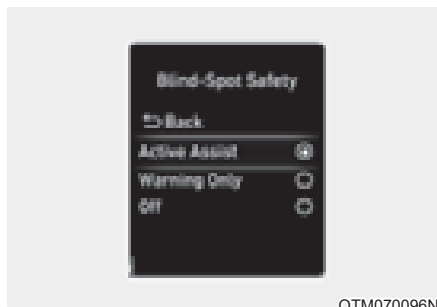 Blind-Spot Safety
Back
Active Assist
Warning Only
Off
OTM070096N